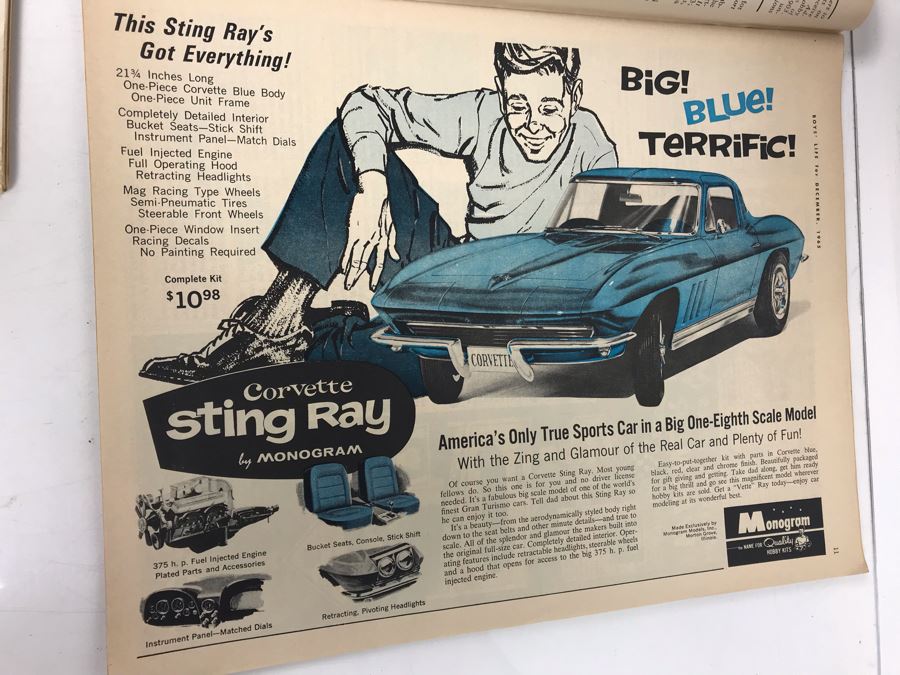 This Sting Ray's
Got Everything!
21¾ Inches Long
One-Piece Corvette Blue Body
One-Piece Unit Frame
Completely Detailed Interior
Bucket Seats—Stick Shift
Instrument Panel—Match Dials
Fuel Injected Engine
Full Operating Hood
Retracting Headlights
Mag Racing Type Wheels
Semi-Pneumatic Tires
Steerable Front Wheels
One-Piece Window Insert
Racing Decals
No Painting Required
Complete Kit
$10.98
BiG!
BLUE!
TERRiFiC!
BOYS' LIFE for DECEMBER, 1965
CORVETTE
Corvette
Sting Ray
by MONOGRAM
America's Only True Sports Car in a Big One-Eighth Scale Model
With the Zing and Glamour of the Real Car and Plenty of Fun!
Of course you want a Corvette Sting Ray. Most young
fellows do. So this one is for you and no driver license
needed. It's a fabulous big scale model of one of the world's
finest Gran Turismo cars. Tell dad about this Sting Ray so
he can enjoy it too.
It's a beauty—from the aerodynamically styled body right
down to the seat belts and other minute details—and true to
scale. All of the splendor and glamour the makers built into
the original full-size car. Completely detailed interior. Oper-
ating features include retractable headlights, steerable wheels
and a hood that opens for access to the big 375 h. p. fuel
injected engine.
Easy-to-put-together kit with parts in Corvette blue,
black, red, clear and chrome finish. Beautifully packaged
for gift giving and getting. Take dad along, get him ready
for a big thrill and go see this magnificent model wherever
hobby kits are sold. Get a "Vette" Ray today—enjoy car
modeling at its wonderful best.
375 h. p. Fuel Injected Engine
Plated Parts and Accessories
Bucket Seats, Console, Stick Shift
Instrument Panel—Matched Dials
Retracting, Pivoting Headlights
Made Exclusively by
Monogram Models, Inc.,
Morton Grove,
Illinois
Monogram
the NAME FOR Quality
HOBBY KITS
11